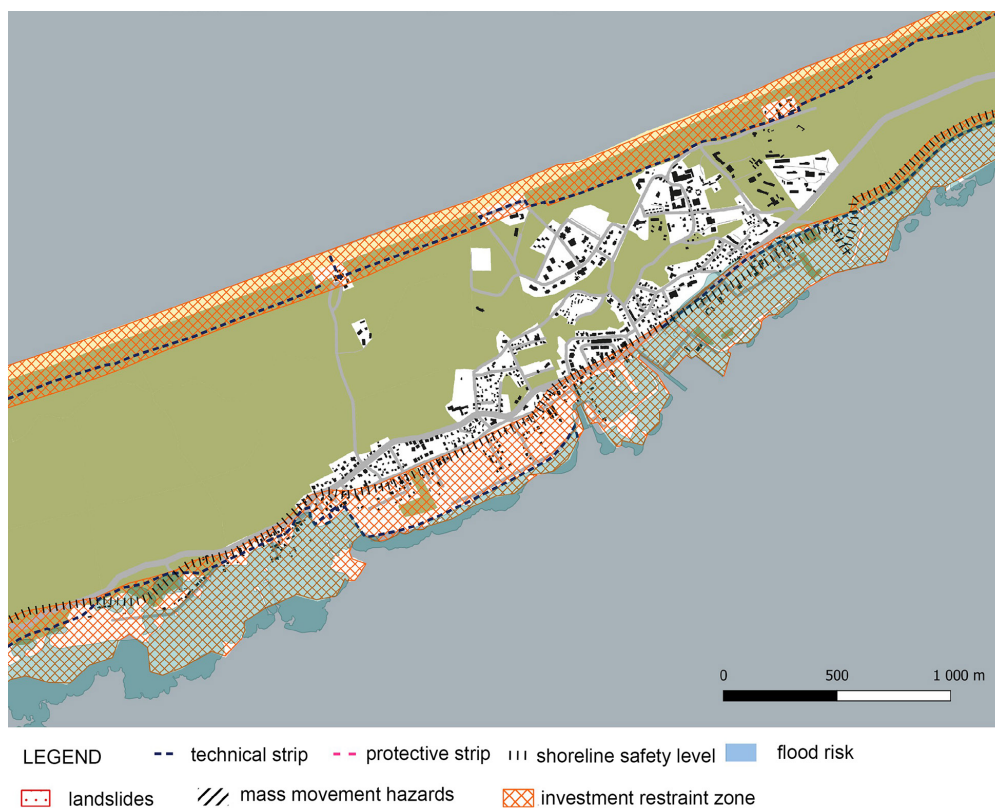 0 500 1 000 m
LEGEND technical strip protective strip shoreline safety level flood risk
landslides mass movement hazards investment restraint zone